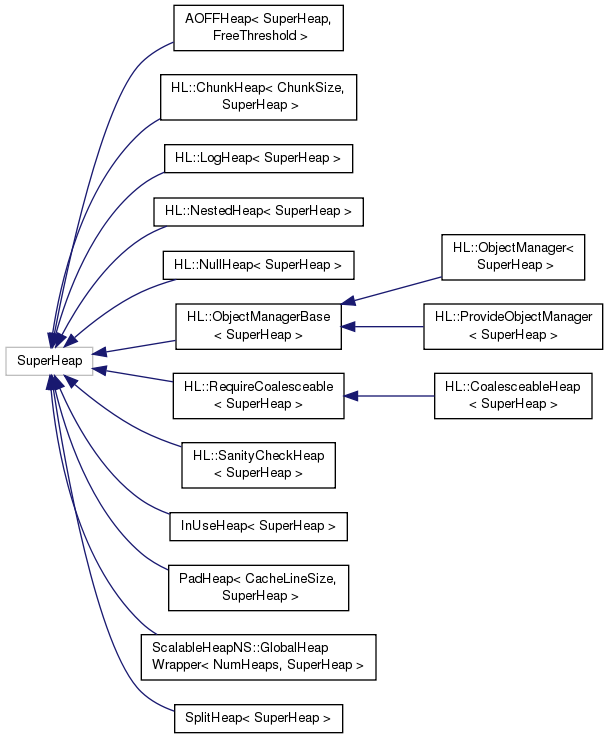 AOFFHeap< SuperHeap,
FreeThreshold >
HL::ChunkHeap< ChunkSize,
SuperHeap >
HL::LogHeap< SuperHeap >
HL::NestedHeap< SuperHeap >
HL::NullHeap< SuperHeap >
HL::ObjectManagerBase
< SuperHeap >
HL::ObjectManager<
SuperHeap >
HL::ProvideObjectManager
< SuperHeap >
SuperHeap
HL::RequireCoalesceable
< SuperHeap >
HL::CoalesceableHeap
< SuperHeap >
HL::SanityCheckHeap
< SuperHeap >
InUseHeap< SuperHeap >
PadHeap< CacheLineSize,
SuperHeap >
ScalableHeapNS::GlobalHeap
Wrapper< NumHeaps, SuperHeap >
SplitHeap< SuperHeap >